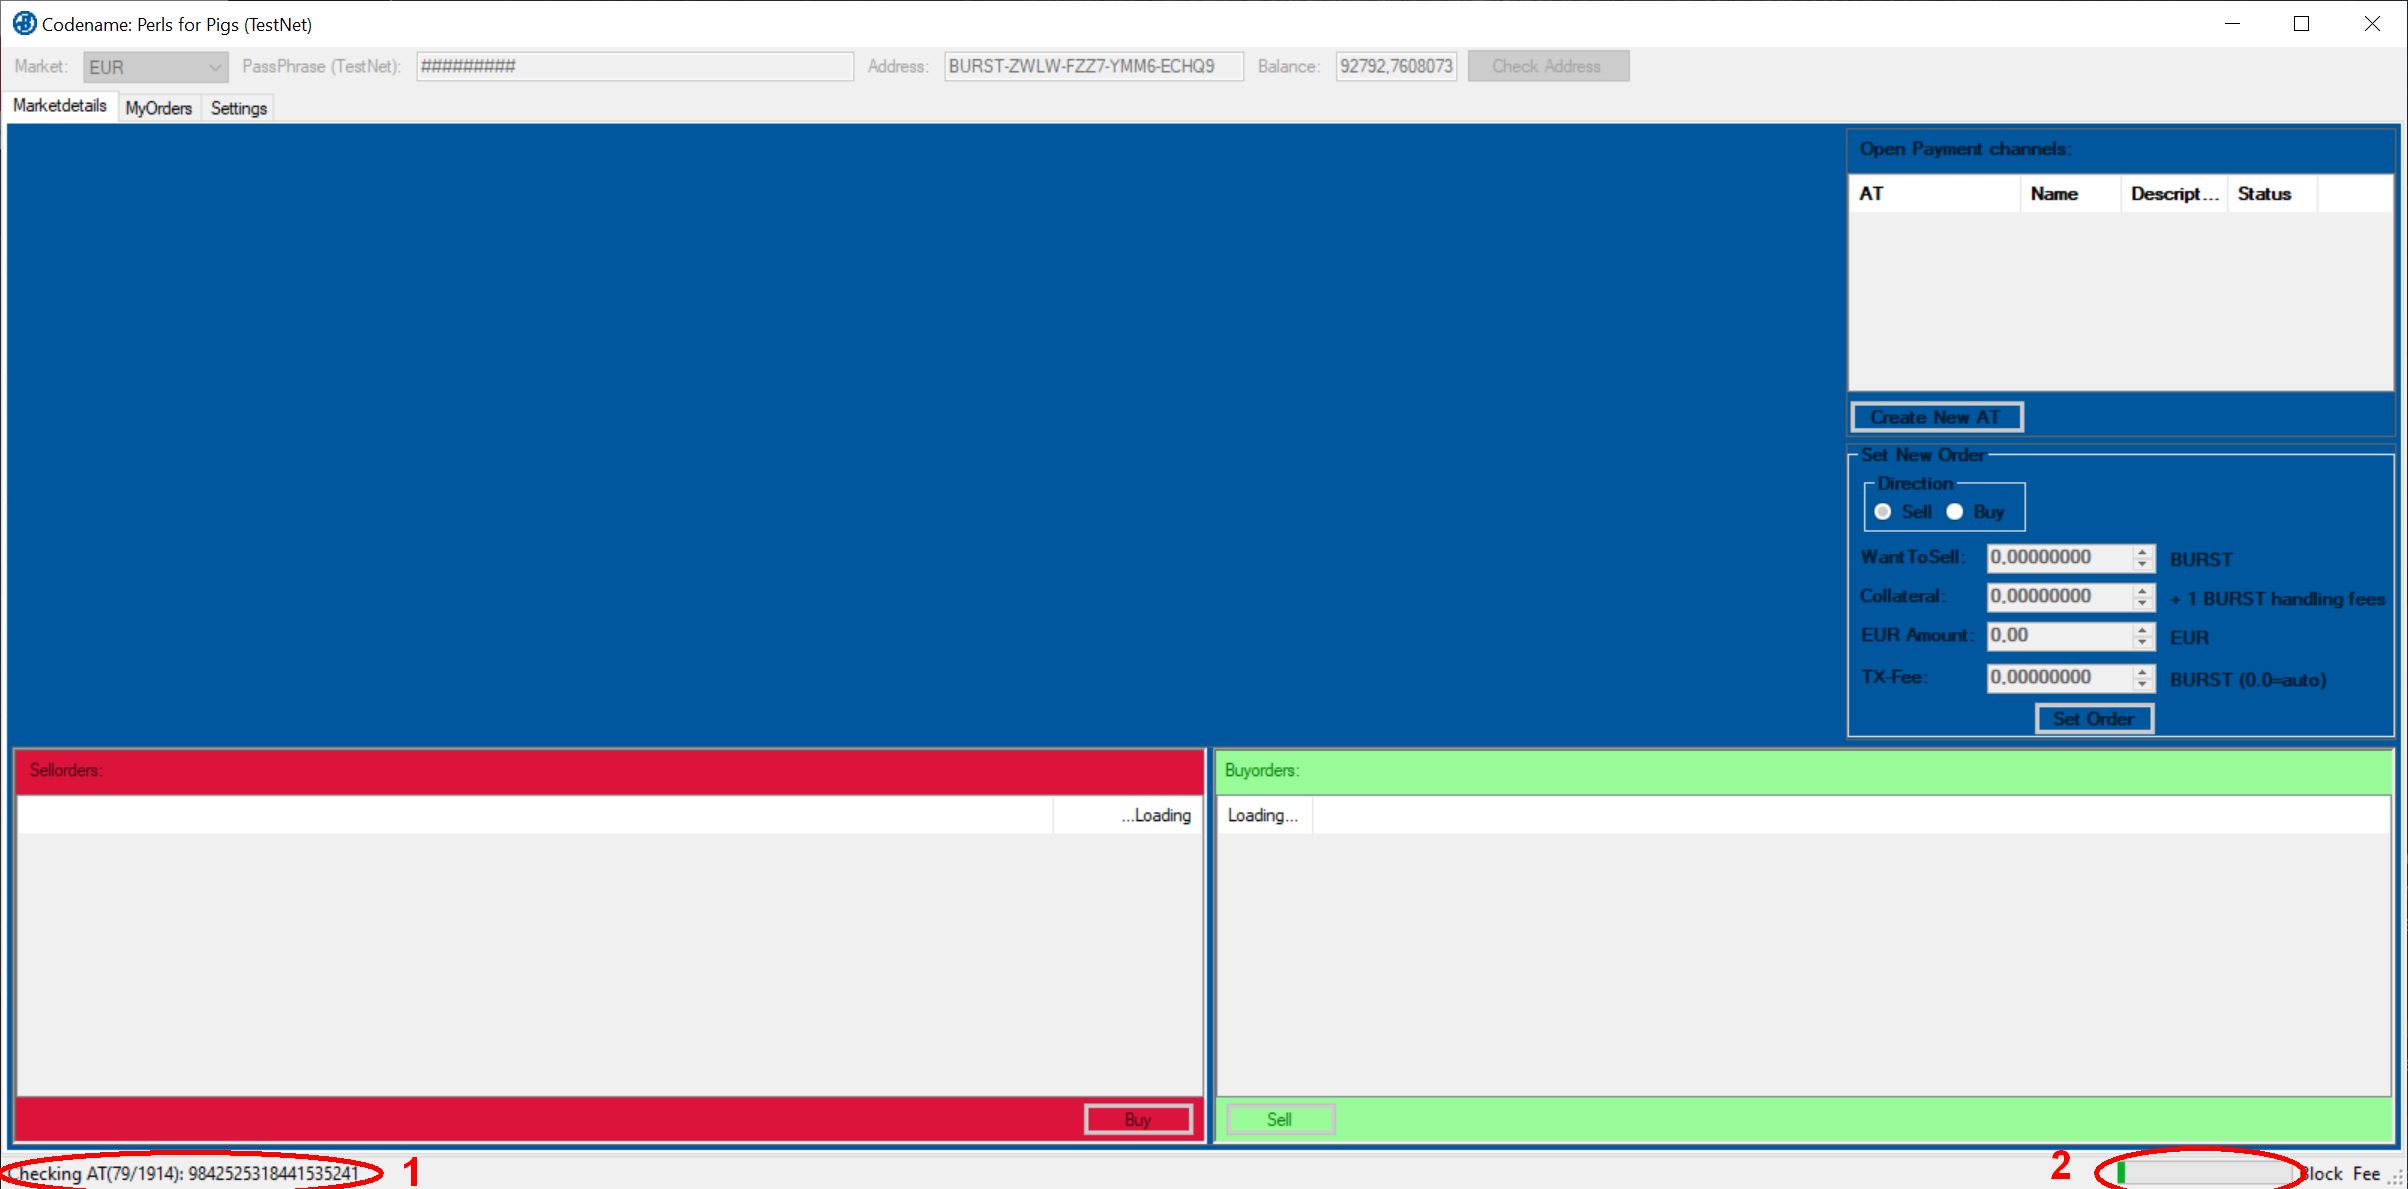 Codename: Perls for Pigs (TestNet)
Market: EUR PassPhrase (TestNet): ######### Address: BURST-ZWLW-FZZ7-YMM6-ECHQ9 Balance: 92792,7608073 Check Address
Marketdetails MyOrders Settings
Open Payment channels:
AT Name Descript... Status
Create New AT
Set New Order
Direction
Sell Buy
WantToSell: 0,00000000 BURST
Collateral: 0,00000000 + 1 BURST handling fees
EUR Amount: 0,00 EUR
TX-Fee: 0,00000000 BURST (0.0=auto)
Set Order
Sellorders:
...Loading
Buy
Buyorders:
Loading...
Sell
Checking AT(79/1914): 9842525318441535241 1
2 Block Fee